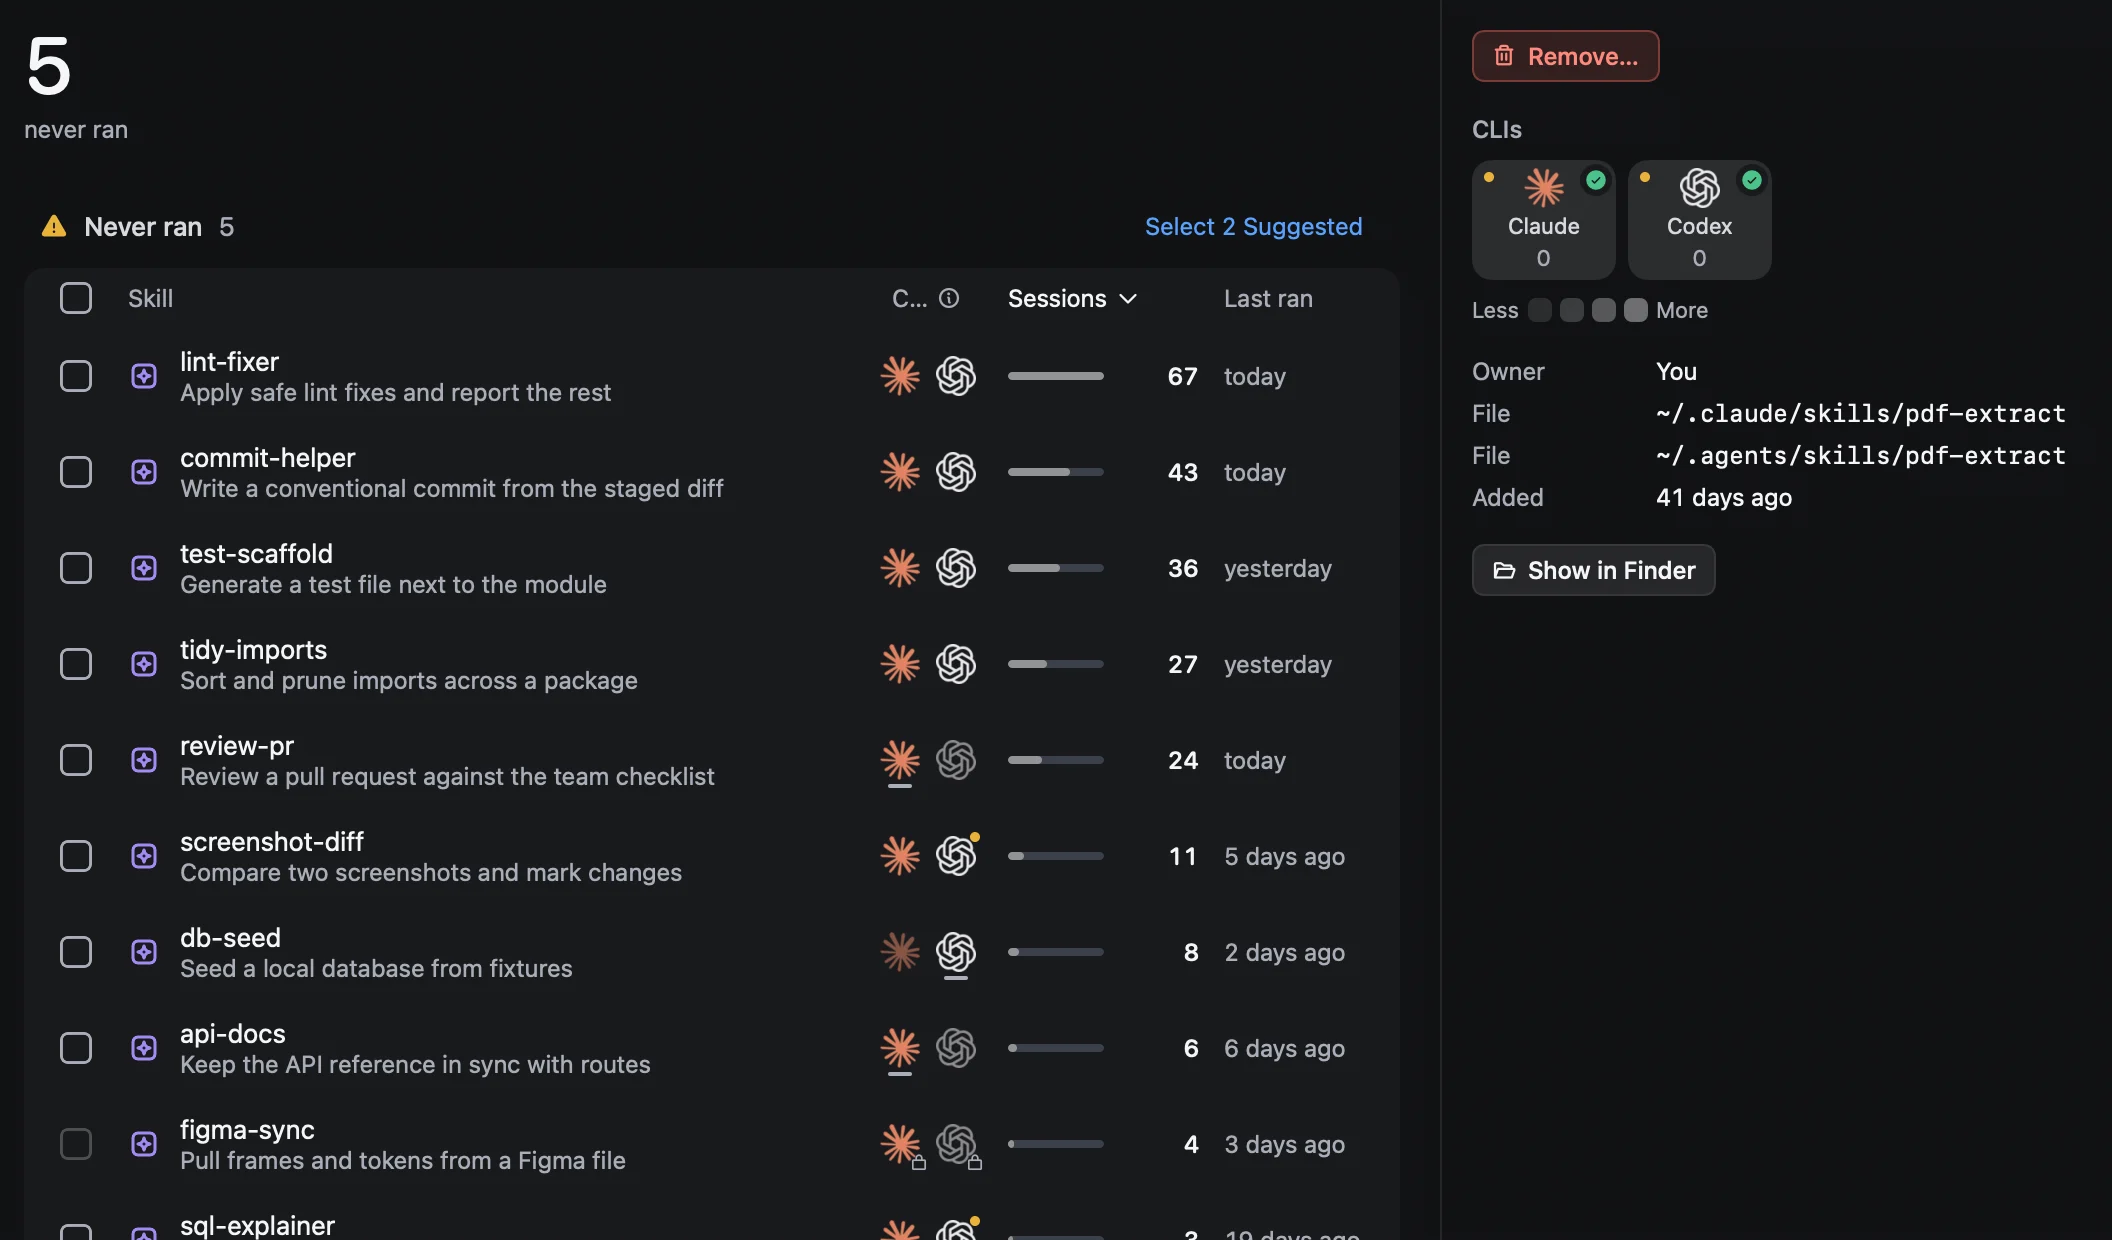 5
never ran
Never ran 5
Select 2 Suggested
Skill C... Sessions Last ran
lint-fixer
Apply safe lint fixes and report the rest
67 today
commit-helper
Write a conventional commit from the staged diff
43 today
test-scaffold
Generate a test file next to the module
36 yesterday
tidy-imports
Sort and prune imports across a package
27 yesterday
review-pr
Review a pull request against the team checklist
24 today
screenshot-diff
Compare two screenshots and mark changes
11 5 days ago
db-seed
Seed a local database from fixtures
8 2 days ago
api-docs
Keep the API reference in sync with routes
6 6 days ago
figma-sync
Pull frames and tokens from a Figma file
4 3 days ago
sql-explainer
3 19 days ago
Remove...
CLIs
Claude
0
Codex
0
Less More
Owner You
File ~/.claude/skills/pdf-extract
File ~/.agents/skills/pdf-extract
Added 41 days ago
Show in Finder